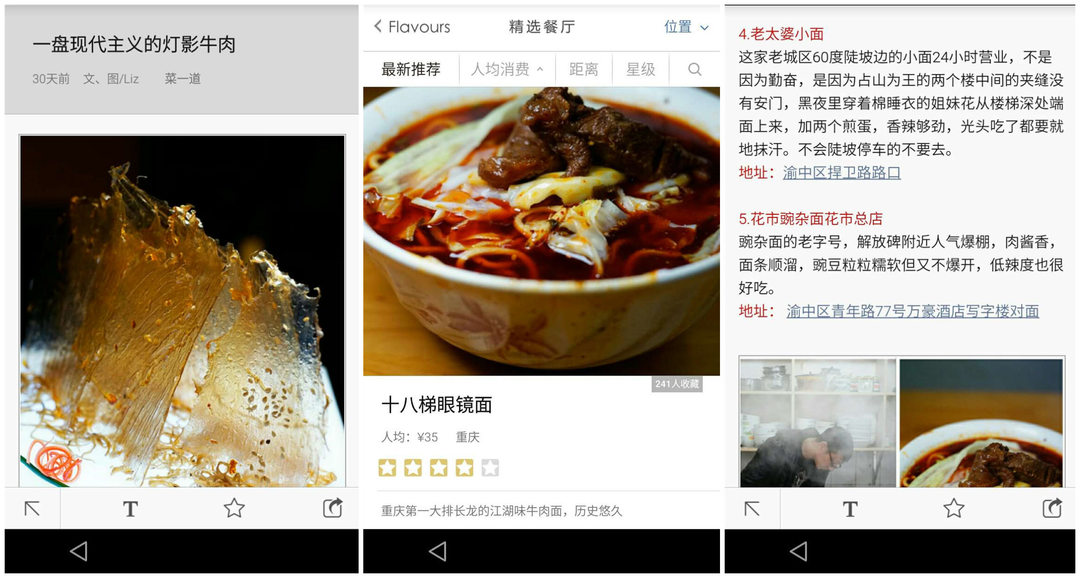 一盘现代主义的灯影牛肉
30天前 文、图/Liz 菜一道
T
Flavours 精选餐厅 位置
最新推荐 人均消费 距离 星级
241人收藏
十八梯眼镜面
人均：¥35 重庆
重庆第一大排长龙的江湖味牛肉面，历史悠久
4.老太婆小面
这家老城区60度陡坡边的小面24小时营业，不是
因为勤奋，是因为占山为王的两个楼中间的夹缝没
有安门，黑夜里穿着棉睡衣的姐妹花从楼梯深处端
面上来，加两个煎蛋，香辣够劲，光头吃了都要就
地抹汗。不会陡坡停车的不要去。
地址：渝中区捍卫路路口
5.花市豌杂面花市总店
豌杂面的老字号，解放碑附近人气爆棚，肉酱香，
面条顺溜，豌豆粒粒糯软但又不爆开，低辣度也很
好吃。
地址： 渝中区青年路77号万豪酒店写字楼对面
T